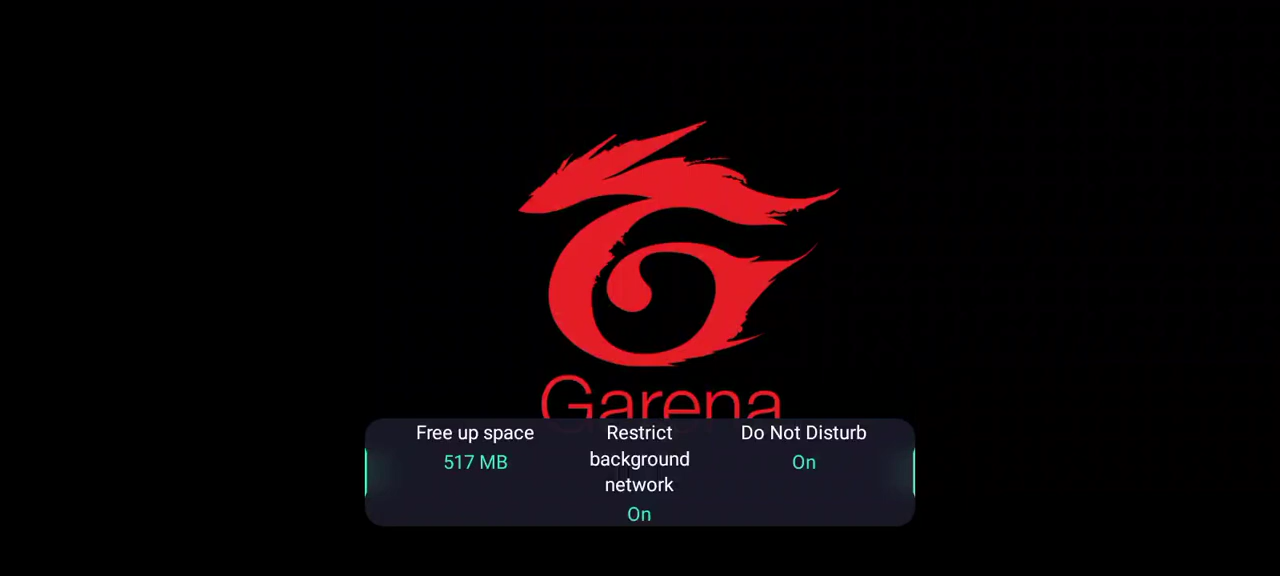 Garena
Free up space
517 MB
Restrict
background
network
On
Do Not Disturb
On